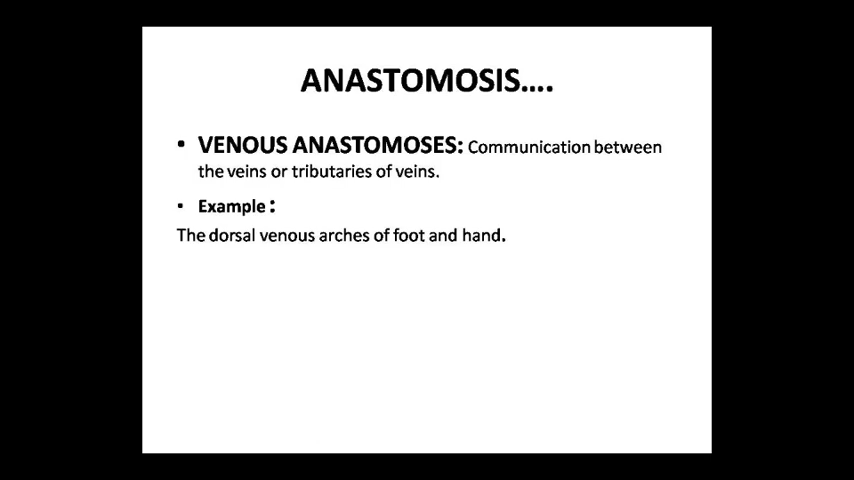 ANASTOMOSIS....
• VENOUS ANASTOMOSES: Communication between
the veins or tributaries of veins.
• Example:
The dorsal venous arches of foot and hand.